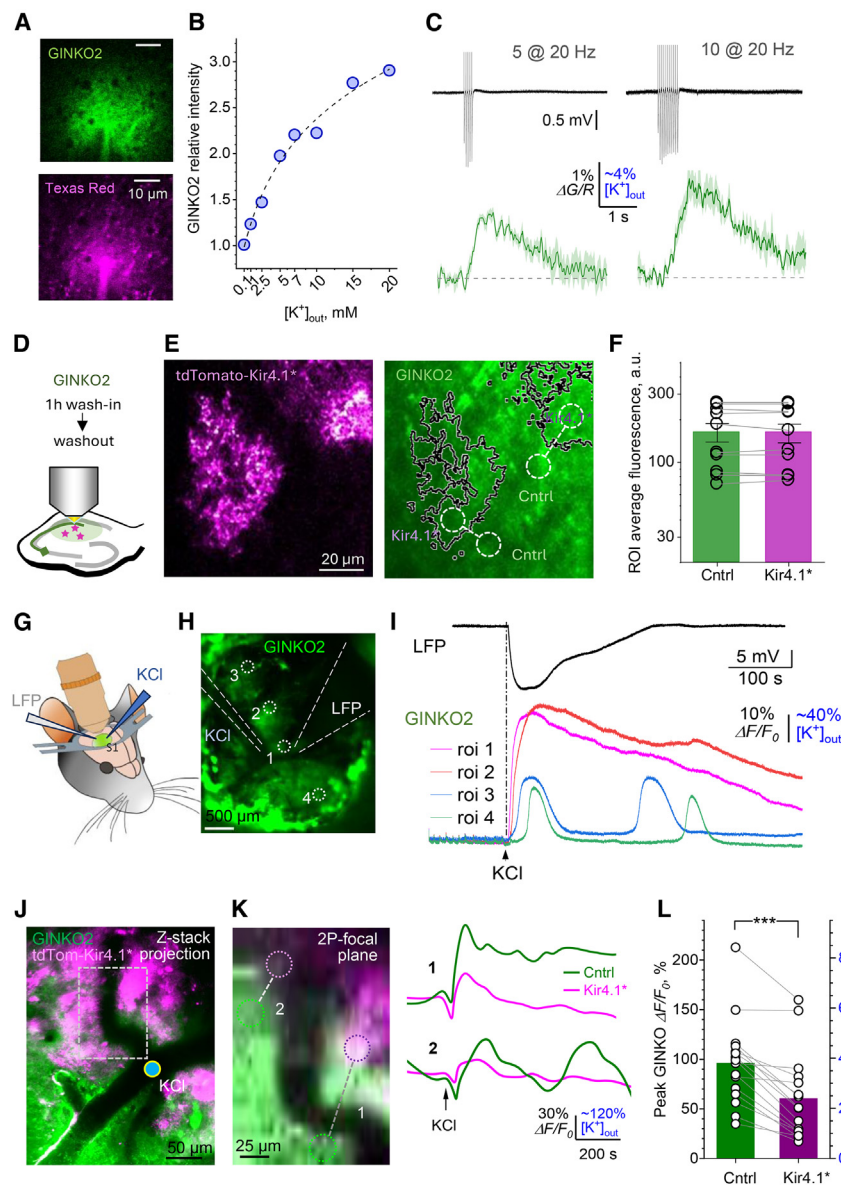 A
GINKO2
Texas Red
10 µm
B
GINKO2 relative intensity
3.0
2.5
2.0
1.5
1.0
0.1
1
2.5
5
7
10
15
20
[K⁺]out, mM
C
5 @ 20 Hz
10 @ 20 Hz
0.5 mV
1%
ΔG/R
~4%
[K⁺]out
1 s
D
GINKO2
1h wash-in
washout
E
tdTomato-Kir4.1*
20 µm
GINKO2
Kir4.1*
Cntrl
Kir4.1*
Cntrl
F
ROI average fluorescence, a.u.
300
100
30
Cntrl
Kir4.1*
G
LFP
KCl
S1
H
GINKO2
3
2
LFP
KCl
1
4
500 µm
I
LFP
5 mV
100 s
GINKO2
10%
ΔF/F₀
~40%
[K⁺]out
roi 1
roi 2
roi 3
roi 4
KCl
J
GINKO2
tdTom-Kir4.1*
Z-stack
projection
KCl
50 µm
K
2P-focal
plane
2
1
25 µm
1
Cntrl
Kir4.1*
2
KCl
30%
ΔF/F₀
~120%
[K⁺]out
200 s
L
***
Peak GINKO ΔF/F₀, %
200
150
100
50
0
8
6
4
2
0
Cntrl
Kir4.1*